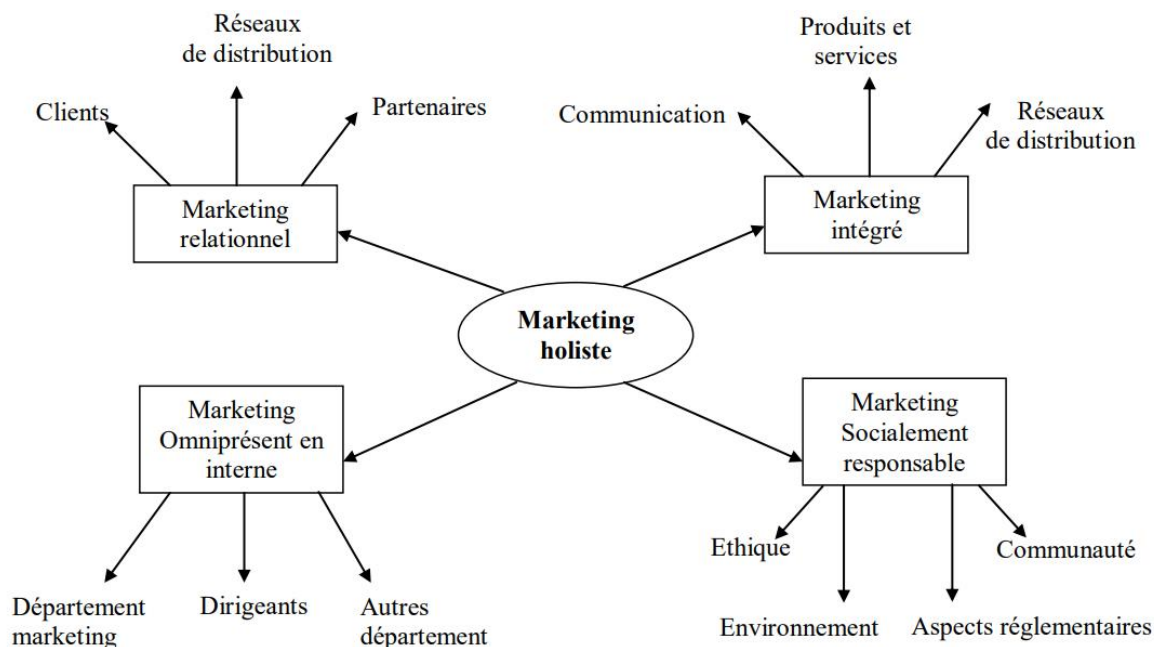 Réseaux
de distribution
Clients
Partenaires
Marketing
relationnel
Produits et
services
Communication
Réseaux
de distribution
Marketing
intégré
Marketing
holiste
Marketing
Omniprésent en
interne
Département
marketing
Dirigeants
Autres
département
Marketing
Socialement
responsable
Ethique
Communauté
Environnement
Aspects réglementaires